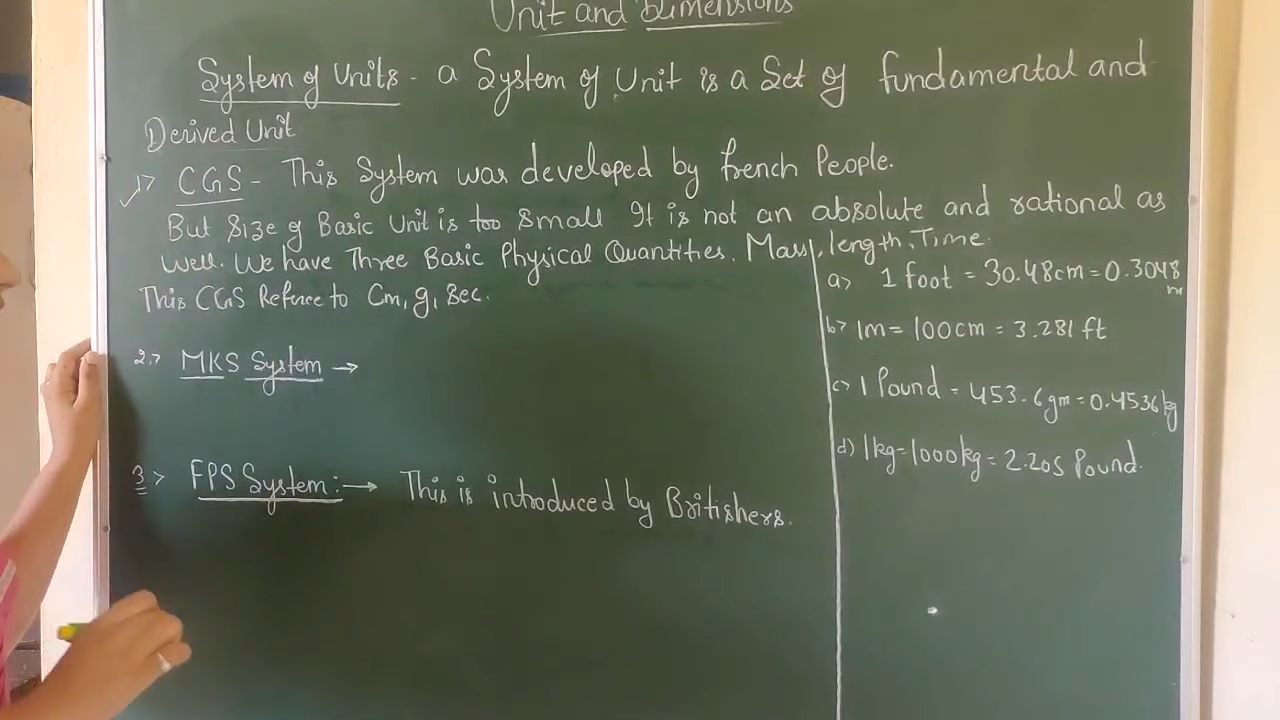 Unit and Dimensions
System of Units - a System of Unit is a Set of fundamental and
Derived Unit
1> CGS - This System was developed by french People.
But Size of Basic Unit is too Small It is not an absolute and rational as
Well. We have Three Basic Physical Quantities. Mass, length, Time.
This CGS Refence to Cm, g, Sec.
2.> MKS System →
3> FPS System:→ This is introduced by Britishers.
a> 1 foot = 30.48cm = 0.3048
m
b> 1m = 100cm = 3.281 ft
c> 1 Pound = 453.6 gm = 0.4536kg
d) 1kg = 1000kg = 2.205 Pound.